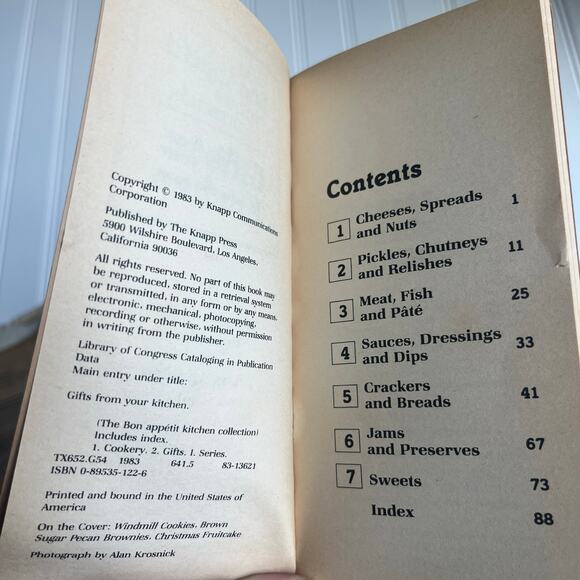 Copyright © 1983 by Knapp Communications
Corporation
Published by The Knapp Press
5900 Wilshire Boulevard, Los Angeles,
California 90036
All rights reserved. No part of this book may
be reproduced, stored in a retrieval system
or transmitted, in any form or by any means,
electronic, mechanical, photocopying,
recording or otherwise, without permission
in writing from the publisher.
Library of Congress Cataloging in Publication
Data
Main entry under title:
Gifts from your kitchen.
(The Bon appétit kitchen collection)
Includes index.
1. Cookery. 2. Gifts. I. Series.
TX652.G54 1983 641.5 83-13621
ISBN 0-89535-122-6
Printed and bound in the United States of
America
On the Cover: Windmill Cookies, Brown
Sugar Pecan Brownies, Christmas Fruitcake
Photograph by Alan Krosnick
Contents
1 Cheeses, Spreads
and Nuts 1
2 Pickles, Chutneys
and Relishes 11
3 Meat, Fish
and Pâté 25
4 Sauces, Dressings
and Dips 33
5 Crackers
and Breads 41
6 Jams
and Preserves 67
7 Sweets 73
Index 88